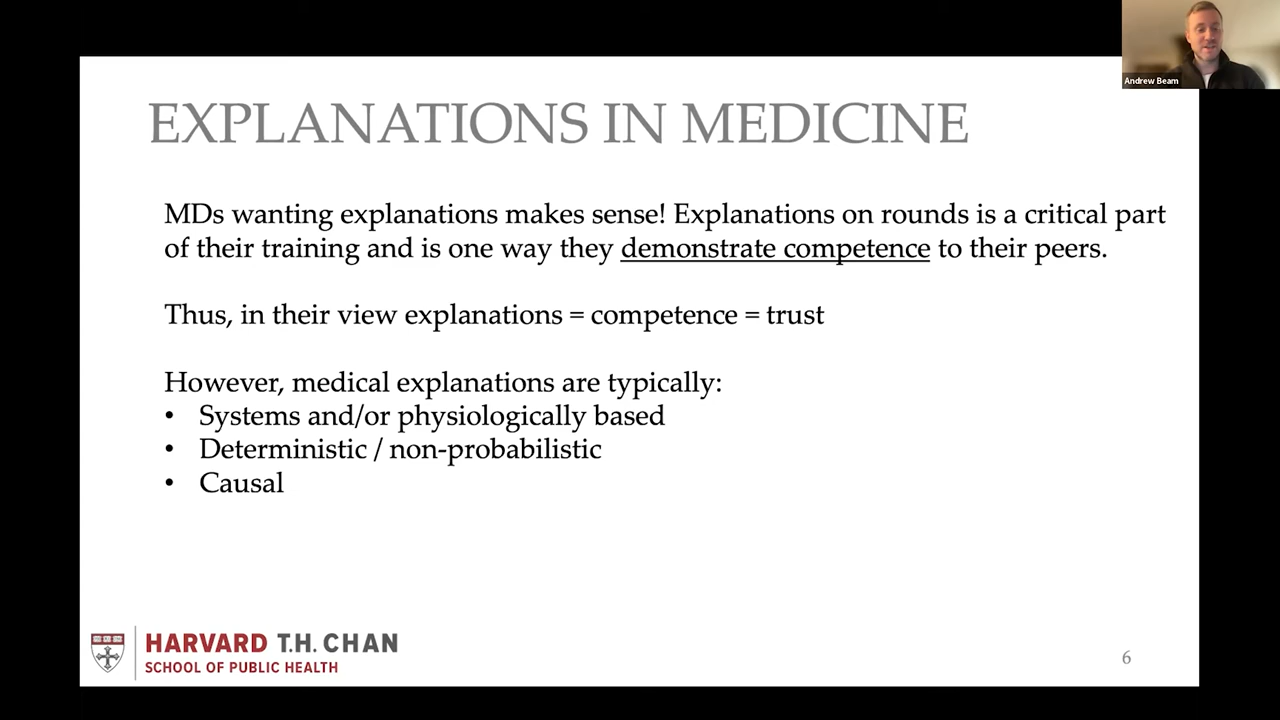 Andrew Beam
EXPLANATIONS IN MEDICINE
MDs wanting explanations makes sense! Explanations on rounds is a critical part
of their training and is one way they demonstrate competence to their peers.
Thus, in their view explanations = competence = trust
However, medical explanations are typically:
• Systems and/or physiologically based
• Deterministic / non-probabilistic
• Causal
HARVARD T.H. CHAN
SCHOOL OF PUBLIC HEALTH
6